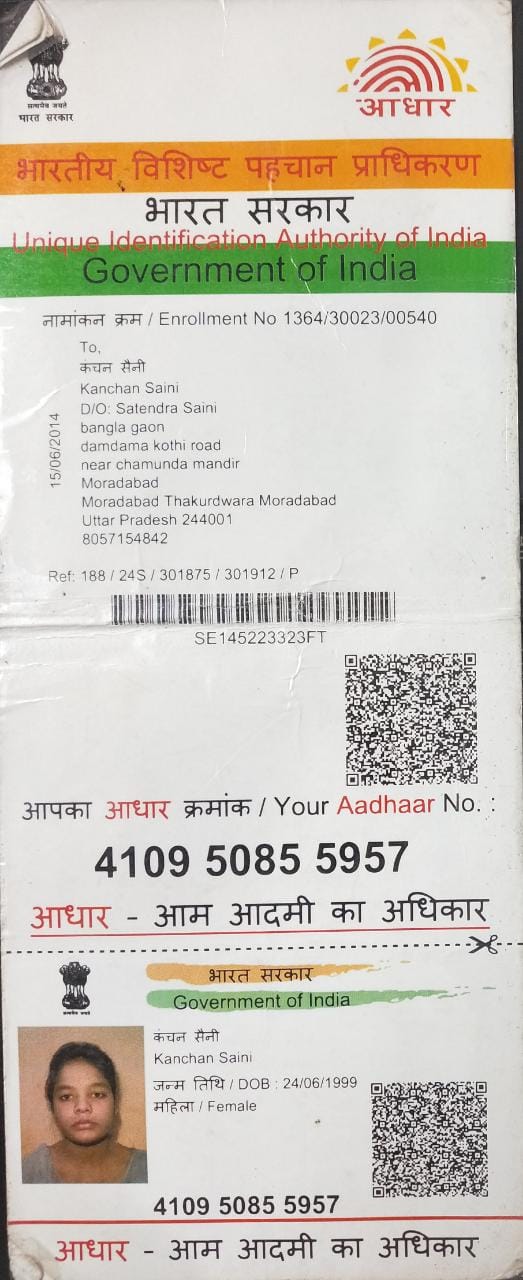 सत्यमेव जयते
भारत सरकार
आधार
भारतीय विशिष्ट पहचान प्राधिकरण
भारत सरकार
Unique Identification Authority of India
Government of India
नामांकन क्रम / Enrollment No 1364/30023/00540
To,
कंचन सैनी
Kanchan Saini
D/O: Satendra Saini
bangla gaon
damdama kothi road
near chamunda mandir
Moradabad
Moradabad Thakurdwara Moradabad
Uttar Pradesh 244001
8057154842
15/06/2014
Ref: 188 / 24S / 301875 / 301912 / P
SE145223323FT
आपका आधार क्रमांक / Your Aadhaar No. :
4109 5085 5957
आधार - आम आदमी का अधिकार
भारत सरकार
Government of India
कंचन सैनी
Kanchan Saini
जन्म तिथि / DOB : 24/06/1999
महिला / Female
4109 5085 5957
आधार - आम आदमी का अधिकार